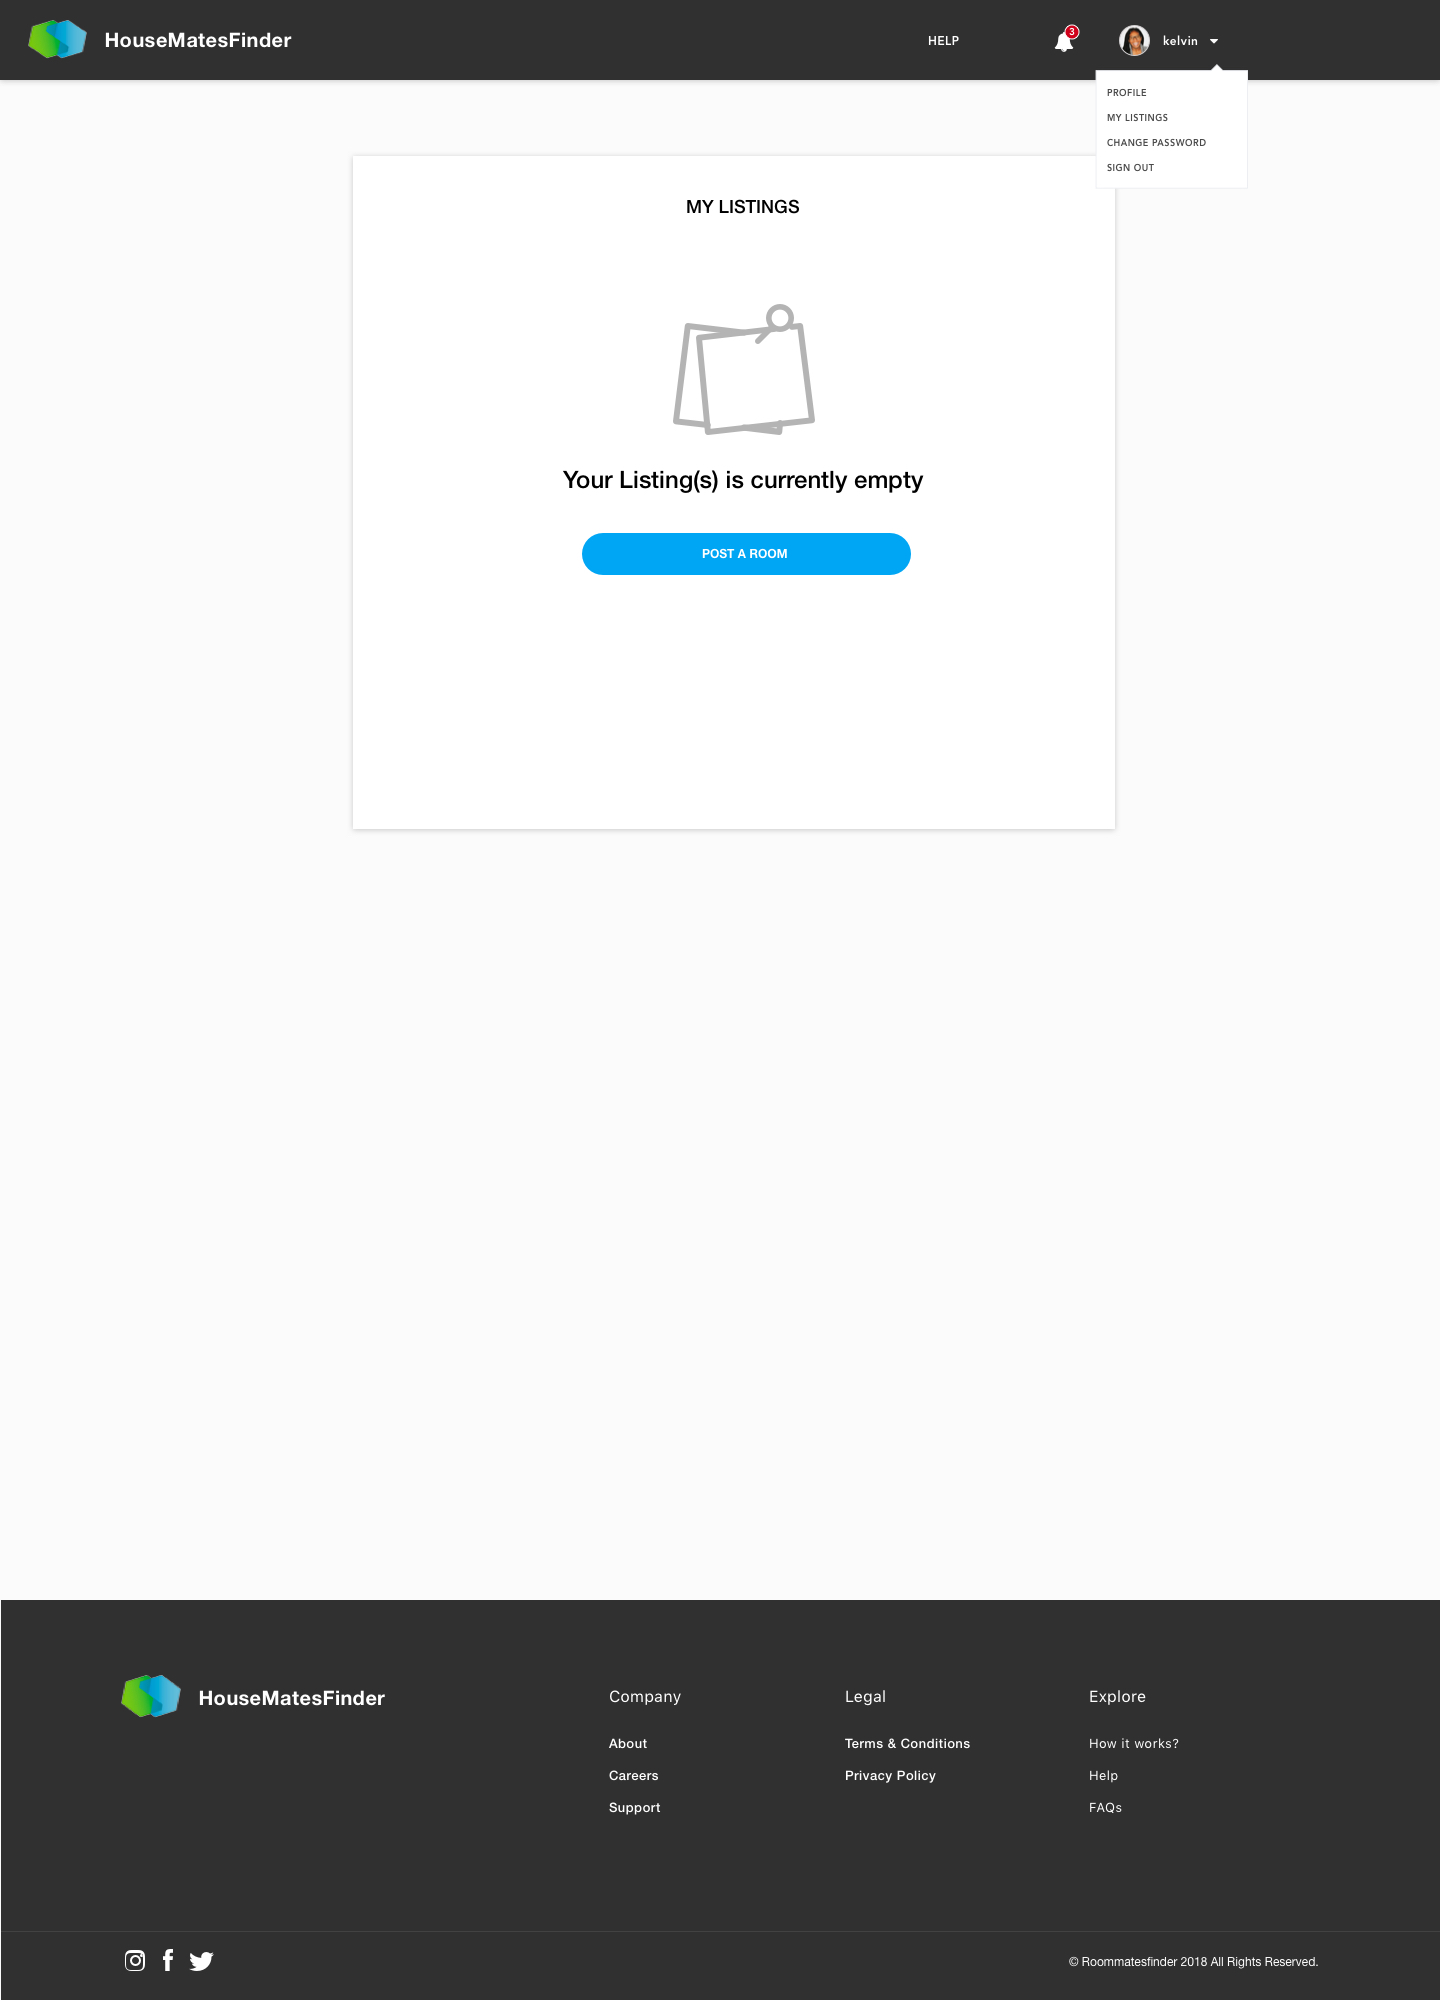 HouseMatesFinder
HELP
3
kelvin
PROFILE
MY LISTINGS
CHANGE PASSWORD
SIGN OUT
MY LISTINGS
Your Listing(s) is currently empty
POST A ROOM
HouseMatesFinder
Company
About
Careers
Support
Legal
Terms & Conditions
Privacy Policy
Explore
How it works?
Help
FAQs
© Roommatesfinder 2018 All Rights Reserved.